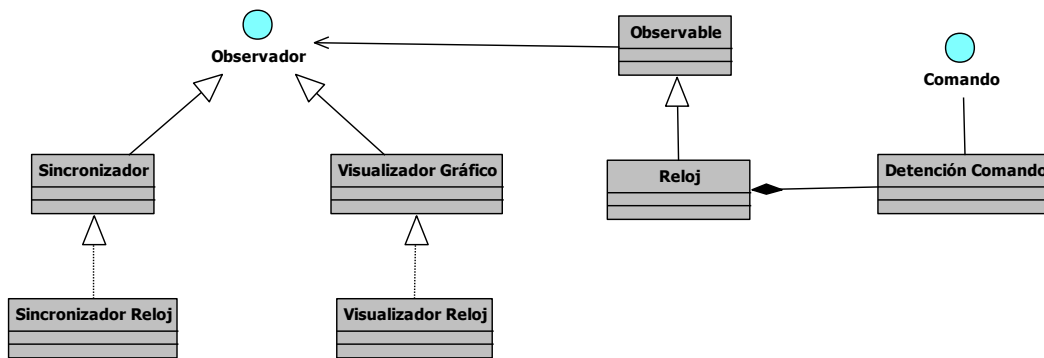 Observable
Observador
Comando
Sincronizador
Visualizador Gráfico
Reloj
Detención Comando
Sincronizador Reloj
Visualizador Reloj